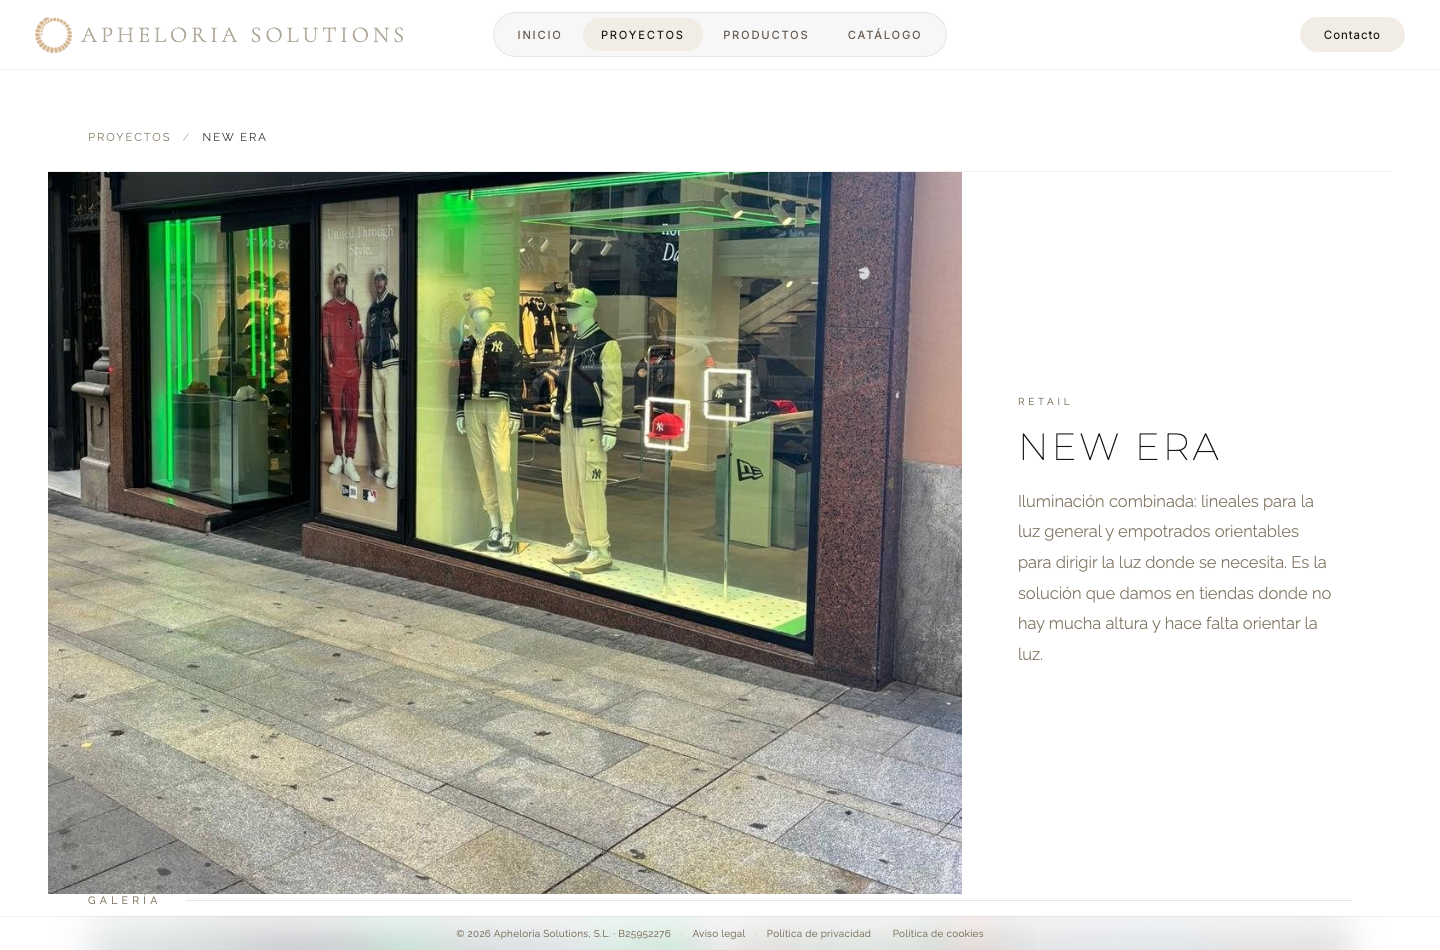 APHELORIA SOLUTIONS
INICIO
PROYECTOS
PRODUCTOS
CATÁLOGO
Contacto
PROYECTOS / NEW ERA
United Through
Style.
RETAIL
NEW ERA
Iluminación combinada: lineales para la
luz general y empotrados orientables
para dirigir la luz donde se necesita. Es la
solución que damos en tiendas donde no
hay mucha altura y hace falta orientar la
luz.
GALERÍA
© 2026 Apheloria Solutions, S.L. · B25952276 · Aviso legal · Política de privacidad · Política de cookies